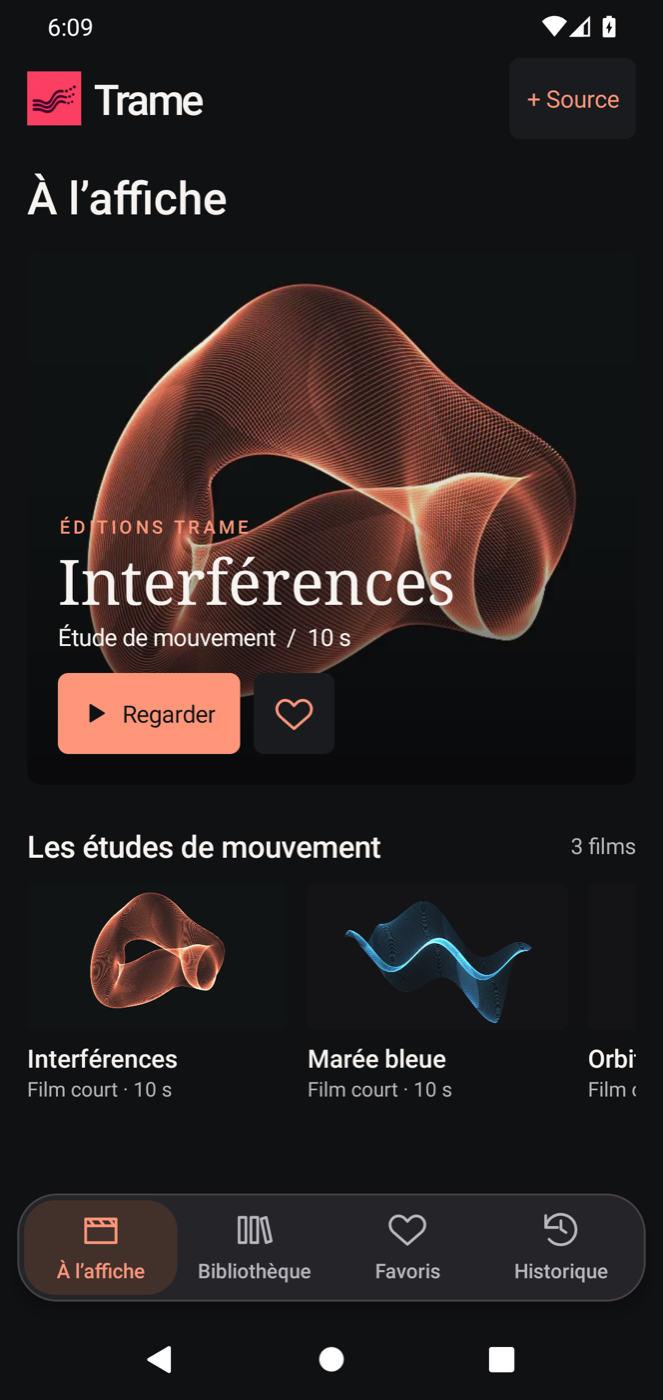 6:09
Trame
+ Source
À l’affiche
ÉDITIONS TRAME
Interférences
Étude de mouvement / 10 s
Regarder
Les études de mouvement
3 films
Interférences
Film court · 10 s
Marée bleue
Film court · 10 s
À l’affiche
Bibliothèque
Favoris
Historique